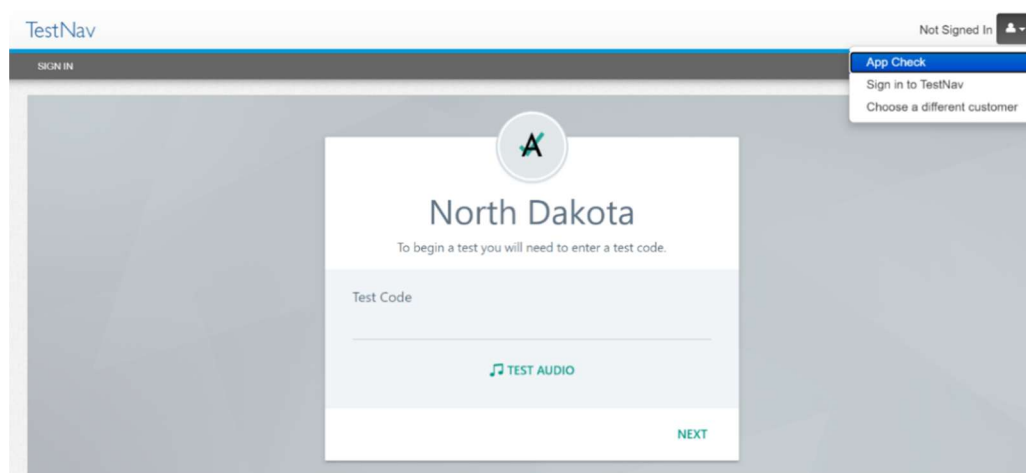 TestNav
Not Signed In
SIGN IN
App Check
Sign in to TestNav
Choose a different customer
North Dakota
To begin a test you will need to enter a test code.
Test Code
TEST AUDIO
NEXT